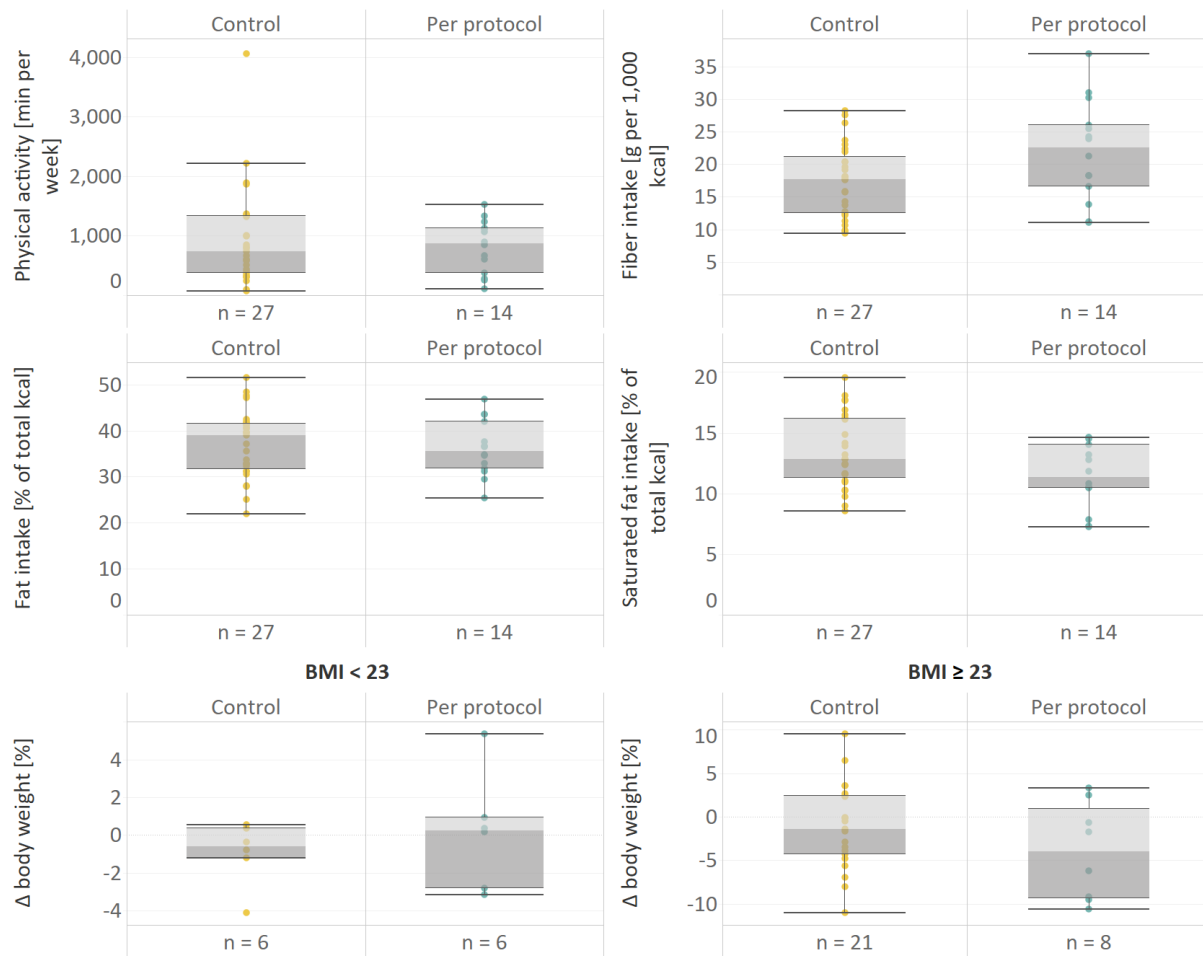 Control
Per protocol
Physical activity [min per
week]
4,000
3,000
2,000
1,000
0
n = 27
n = 14
Control
Per protocol
Fiber intake [g per 1,000
kcal]
35
30
25
20
15
10
5
n = 27
n = 14
Control
Per protocol
Fat intake [% of total kcal]
50
40
30
20
10
0
n = 27
n = 14
Control
Per protocol
Saturated fat intake [% of
total kcal]
20
15
10
5
0
n = 27
n = 14
BMI < 23
Control
Per protocol
Δ body weight [%]
4
2
0
-2
-4
n = 6
n = 6
BMI ≥ 23
Control
Per protocol
Δ body weight [%]
10
5
0
-5
-10
n = 21
n = 8